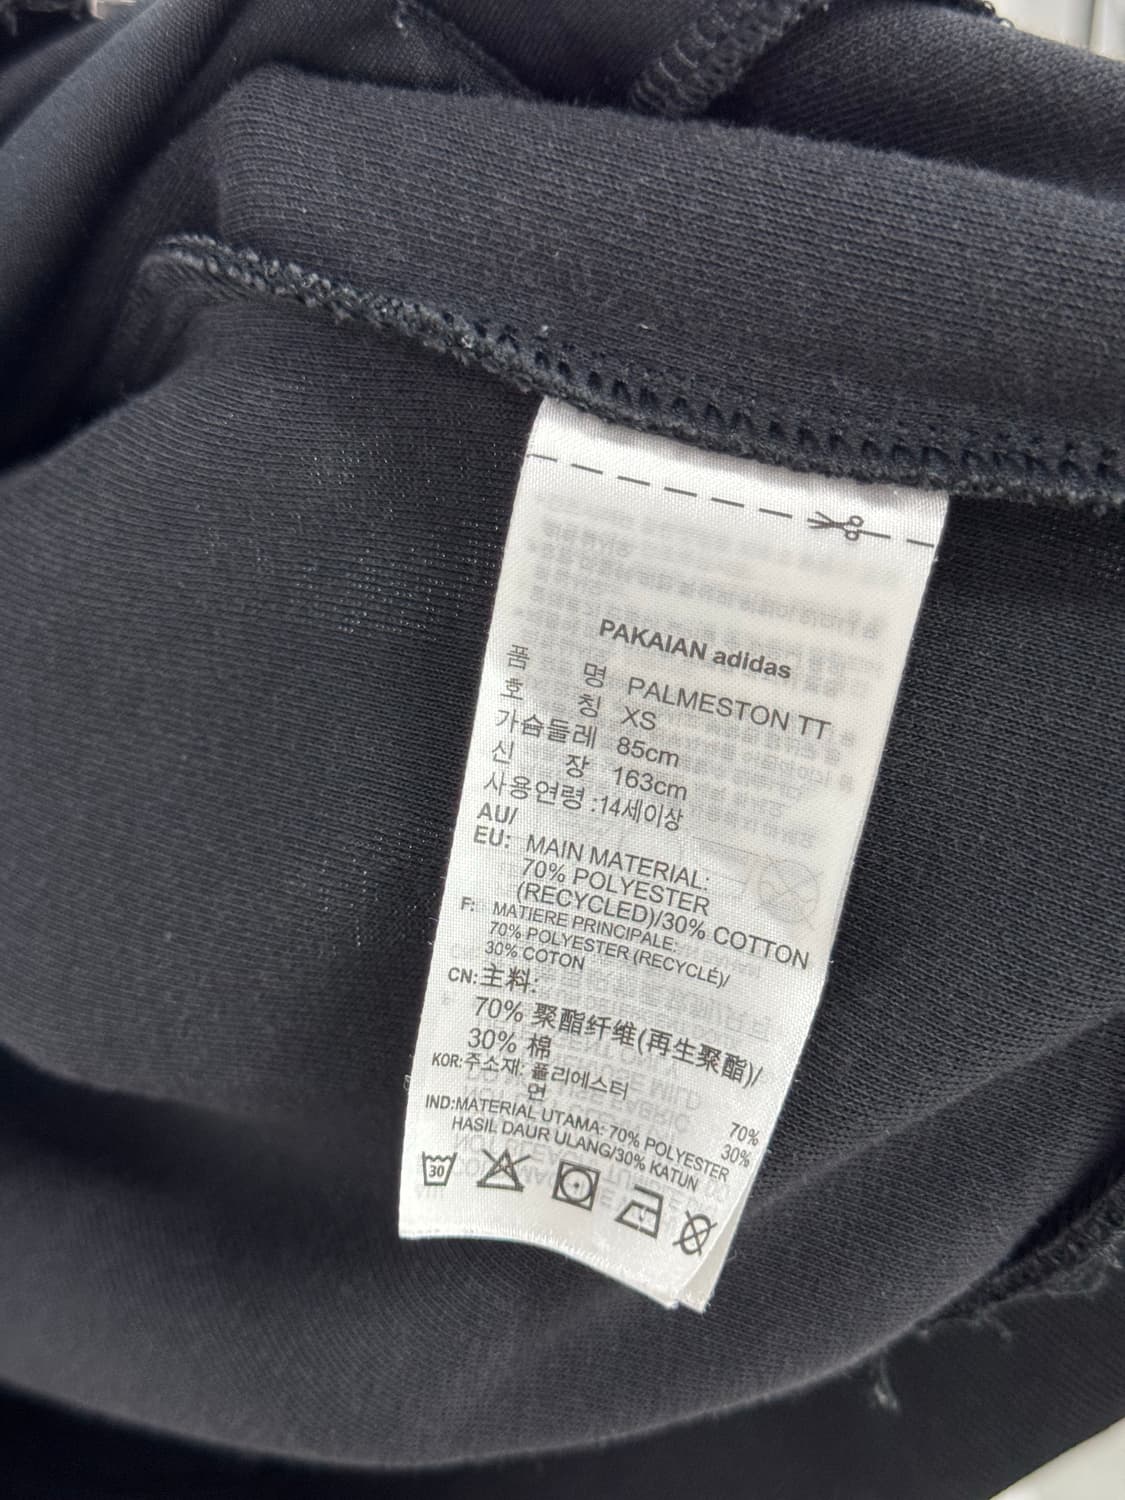 PAKAIAN adidas
품 명 PALMESTON TT
호 칭 XS
가슴둘레 85cm
신 장 163cm
사용연령 :14세이상
AU/
EU: MAIN MATERIAL:
70% POLYESTER
(RECYCLED)/30% COTTON
F: MATIERE PRINCIPALE:
70% POLYESTER (RECYCLÉ)/
30% COTON
CN:主料:
70% 聚酯纤维(再生聚酯)/
30% 棉
KOR:주소재: 폴리에스터 70%
면 30%
IND:MATERIAL UTAMA: 70% POLYESTER
HASIL DAUR ULANG/30% KATUN
30